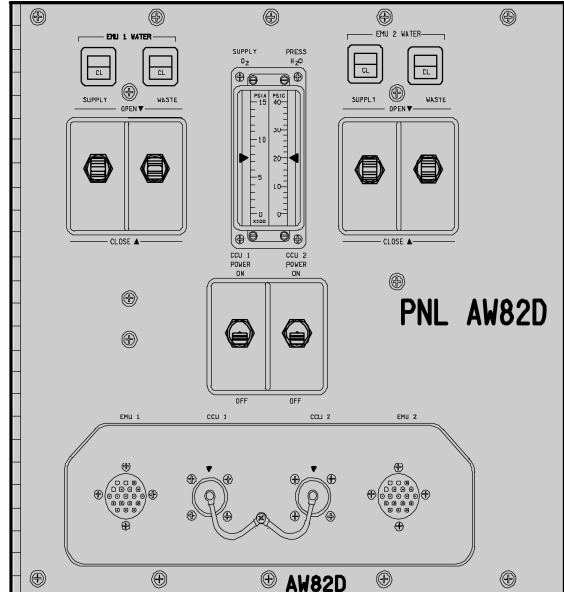 EMU 1 WATER
CL
CL
SUPPLY
WASTE
OPEN▼
CLOSE ▲
SUPPLY
O2
PRESS
H2O
PSIA
PSIG
15
40
30
10
20
5
10
0
0
X100
EMU 2 WATER
CL
CL
SUPPLY
WASTE
OPEN▼
CLOSE ▲
CCU 1
POWER
ON
CCU 2
POWER
ON
OFF
OFF
PNL AW82D
EMU 1
CCU 1
CCU 2
EMU 2
AW82D